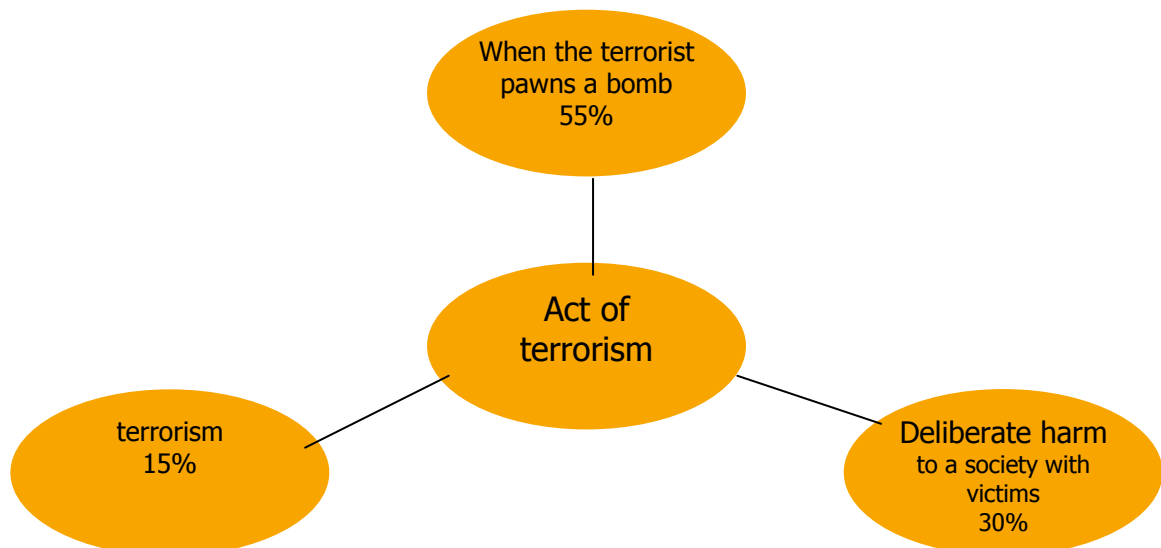 When the terrorist
pawns a bomb
55%
Act of
terrorism
terrorism
15%
Deliberate harm
to a society with
victims
30%